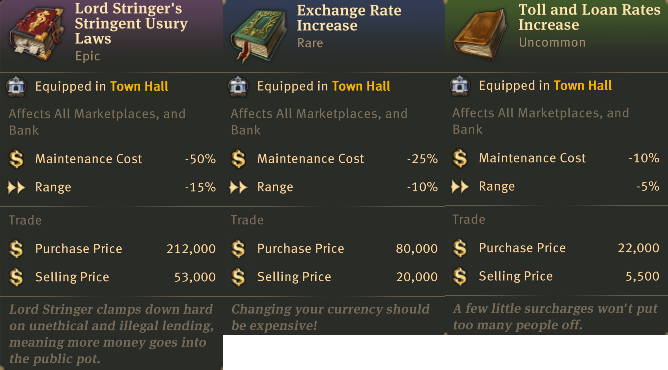 Lord Stringer's
Stringent Usury
Laws
Epic
Equipped in Town Hall
Affects All Marketplaces, and
Bank
Maintenance Cost -50%
Range -15%
Trade
Purchase Price 212,000
Selling Price 53,000
Lord Stringer clamps down hard
on unethical and illegal lending,
meaning more money goes into
the public pot.
Exchange Rate
Increase
Rare
Equipped in Town Hall
Affects All Marketplaces, and
Bank
Maintenance Cost -25%
Range -10%
Trade
Purchase Price 80,000
Selling Price 20,000
Changing your currency should
be expensive!
Toll and Loan Rates
Increase
Uncommon
Equipped in Town Hall
Affects All Marketplaces, and
Bank
Maintenance Cost -10%
Range -5%
Trade
Purchase Price 22,000
Selling Price 5,500
A few little surcharges won't put
too many people off.